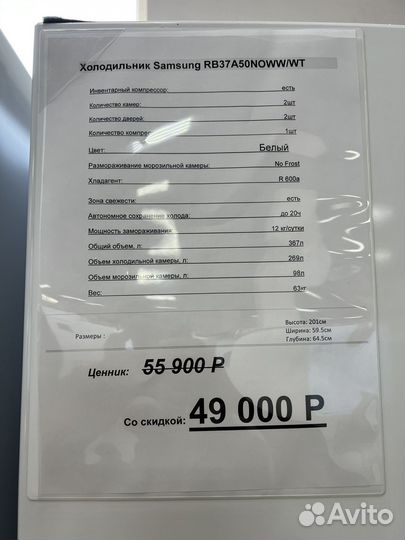 Холодильник Samsung RB37A50NOWW/WT
Инвентарный компрессор: есть
Количество камер: 2шт
Количество дверей: 2шт
Количество компрес 1шт
Цвет: Белый
Размораживание морозильной камеры: No Frost
Хладагент: R 600a
Зона свежести: есть
Автономное сохранение холода: до 20ч
Мощность замораживания: 12 кг/сутки
Общий объем, л: 367л
Объем холодильной камеры, л: 269л
Объем морозильной камеры, л: 98л
Вес: 63кг
Размеры : Высота: 201см
Ширина: 59.5см
Глубина: 64.5см
Ценник: 55 900 Р
Со скидкой: 49 000 Р
Avito